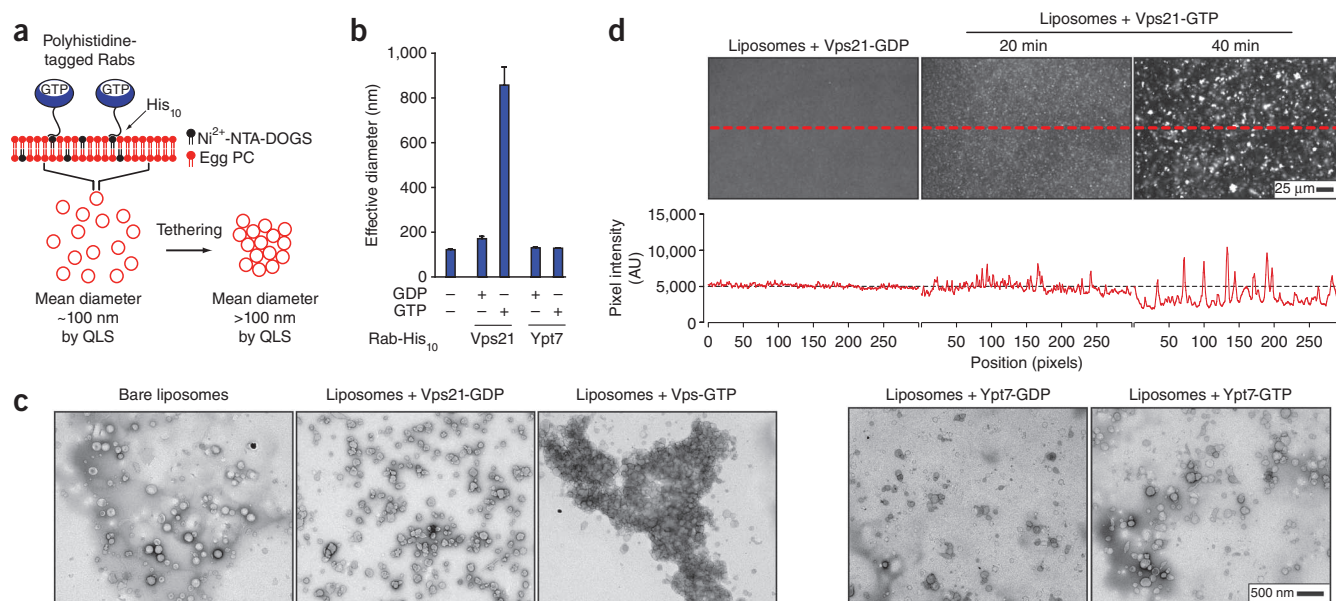 a
Polyhistidine-
tagged Rabs
GTP GTP
His10
Ni2+-NTA-DOGS
Egg PC
Tethering
Mean diameter
~100 nm
by QLS
Mean diameter
>100 nm
by QLS
b
Effective diameter (nm)
1,000
800
600
400
200
0
GDP – + – + –
GTP – – + – +
Rab-His10 Vps21 Ypt7
d
Liposomes + Vps21-GTP
Liposomes + Vps21-GDP 20 min 40 min
25 µm
Pixel intensity
(AU)
15,000
10,000
5,000
0
0 50 100 150 200 250 0 50 100 150 200 250 0 50 100 150 200 250
Position (pixels)
c
Bare liposomes Liposomes + Vps21-GDP Liposomes + Vps-GTP Liposomes + Ypt7-GDP Liposomes + Ypt7-GTP
500 nm